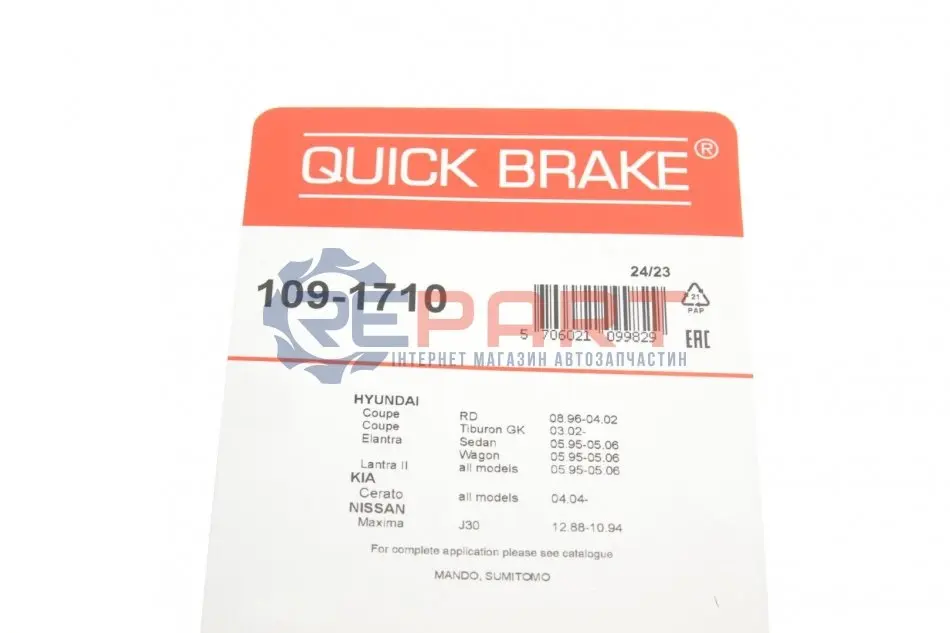 QUICK BRAKE®
24/23
109-1710
REPART
21
PAP
5 706021 099829
EAC
ІНТЕРНЕТ МАГАЗИН АВТОЗАПЧАСТИН
HYUNDAI
Coupe RD 08.96-04.02
Coupe Tiburon GK 03.02-
Elantra Sedan 05.95-05.06
Wagon 05.95-05.06
Lantra II all models 05.95-05.06
KIA
Cerato all models 04.04-
NISSAN
Maxima J30 12.88-10.94
For complete application please see catalogue
MANDO, SUMITOMO